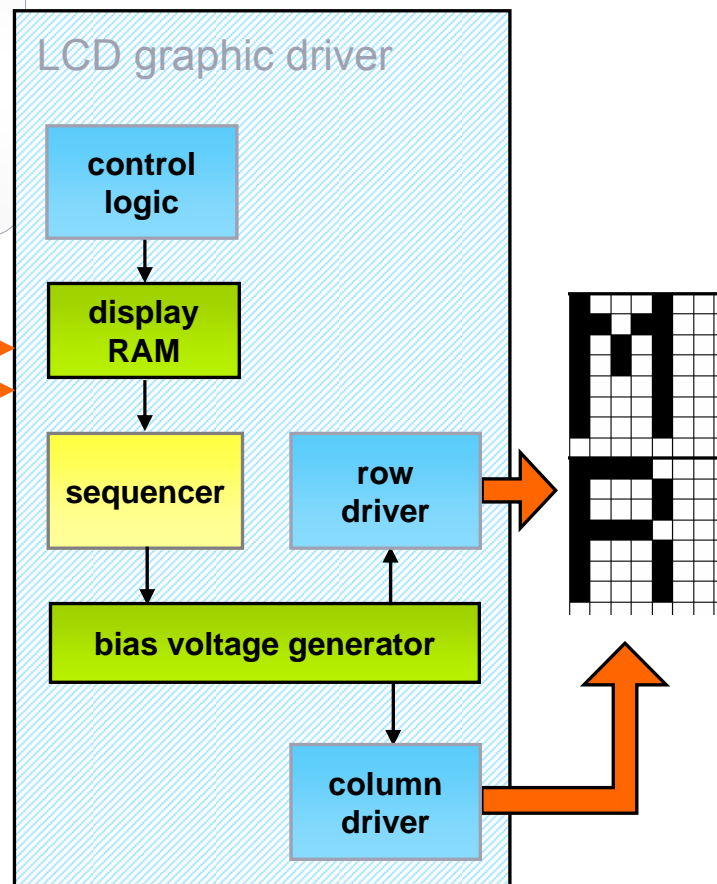 LCD graphic driver
control
logic
display
RAM
sequencer
row
driver
bias voltage generator
column
driver
M
R